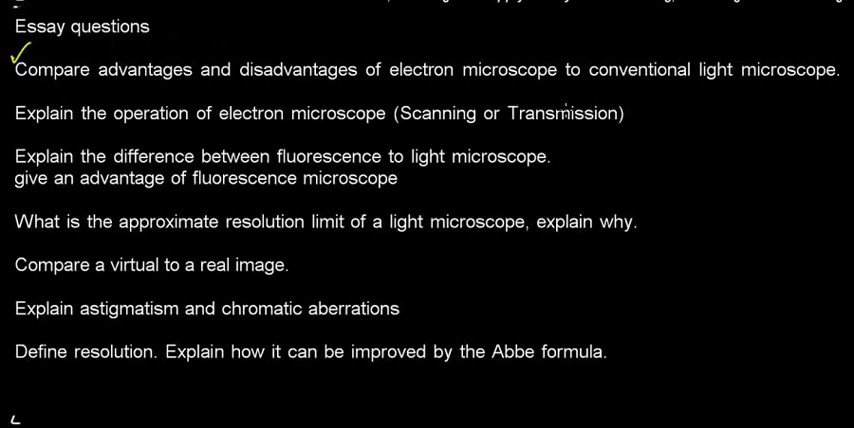 Essay questions
Compare advantages and disadvantages of electron microscope to conventional light microscope.
Explain the operation of electron microscope (Scanning or Transmission)
Explain the difference between fluorescence to light microscope.
give an advantage of fluorescence microscope
What is the approximate resolution limit of a light microscope, explain why.
Compare a virtual to a real image.
Explain astigmatism and chromatic aberrations
Define resolution. Explain how it can be improved by the Abbe formula.